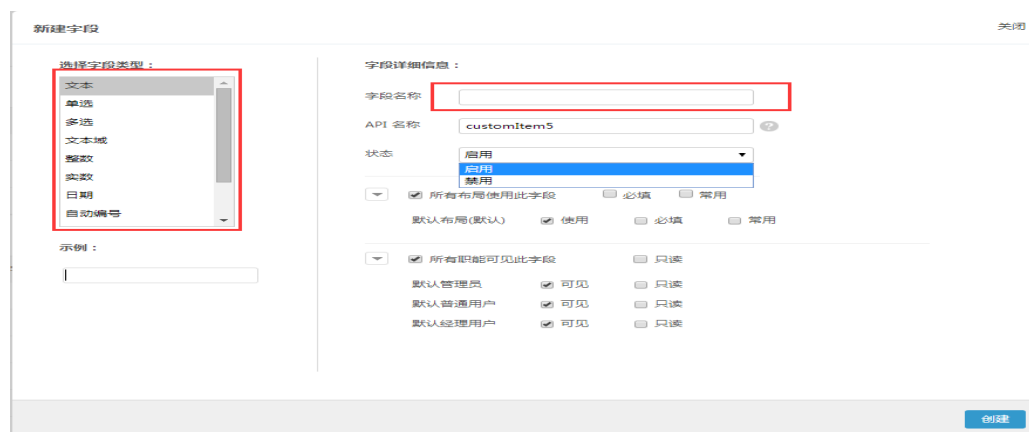 新建字段
关闭
选择字段类型：
文本
单选
多选
文本域
整数
实数
日期
自动编号
示例：
字段详细信息：
字段名称
API 名称 customItem5 ?
状态 启用
启用
禁用
所有布局使用此字段 必填 常用
默认布局(默认) 使用 必填 常用
所有职能可见此字段 只读
默认管理员 可见 只读
默认普通用户 可见 只读
默认经理用户 可见 只读
创建